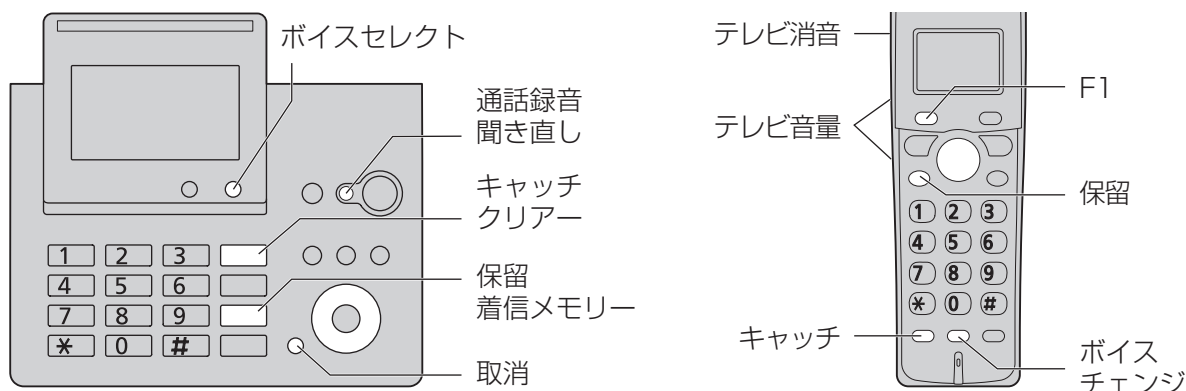 ボイスセレクト
通話録音
聞き直し
キャッチ
クリアー
保留
着信メモリー
取消
1 2 3
4 5 6
7 8 9
* 0 #
テレビ消音
F1
テレビ音量
保留
1 2 3
4 5 6
7 8 9
* 0 #
キャッチ
ボイス
チェンジ